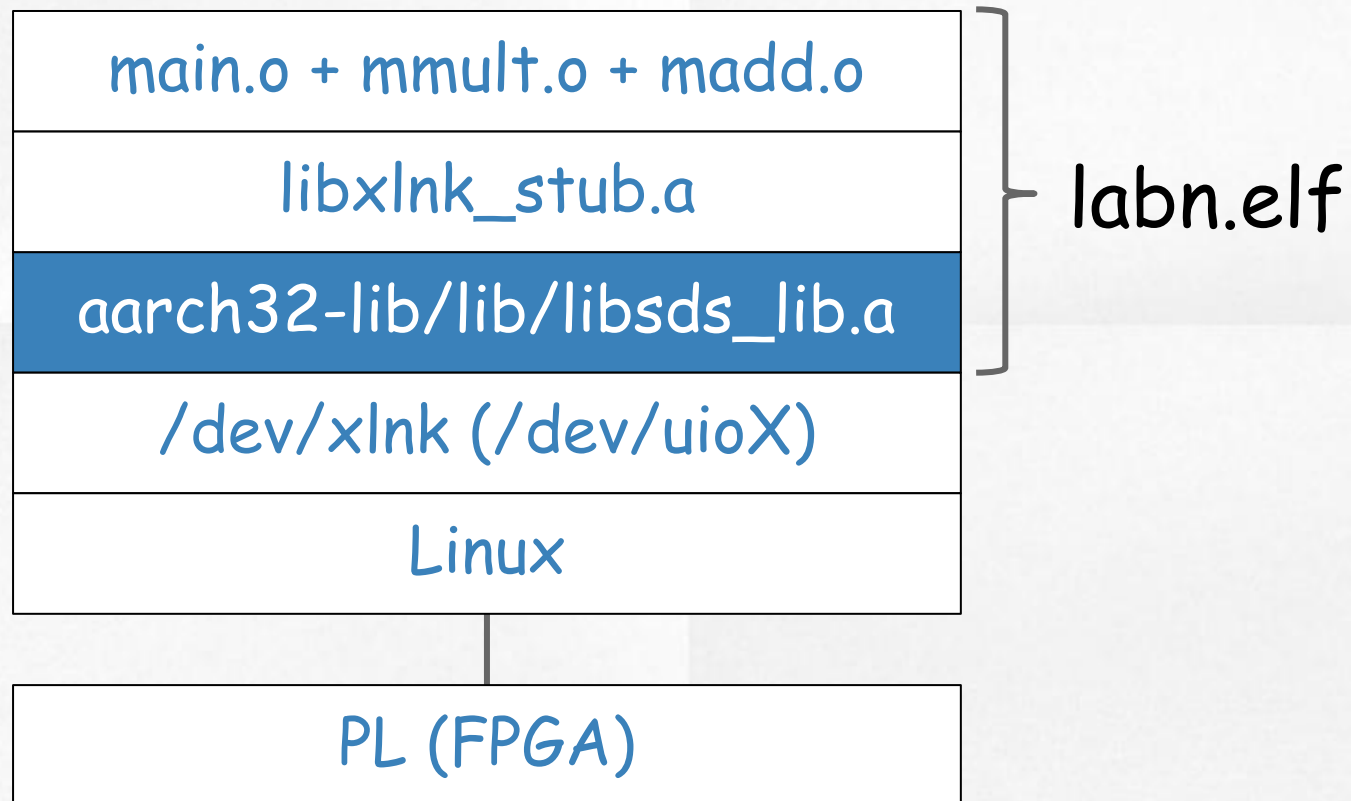 main.o + mmult.o + madd.o
libxlnk_stub.a
labn.elf
aarch32-lib/lib/libsds_lib.a
/dev/xlnk (/dev/uioX)
Linux
PL (FPGA)